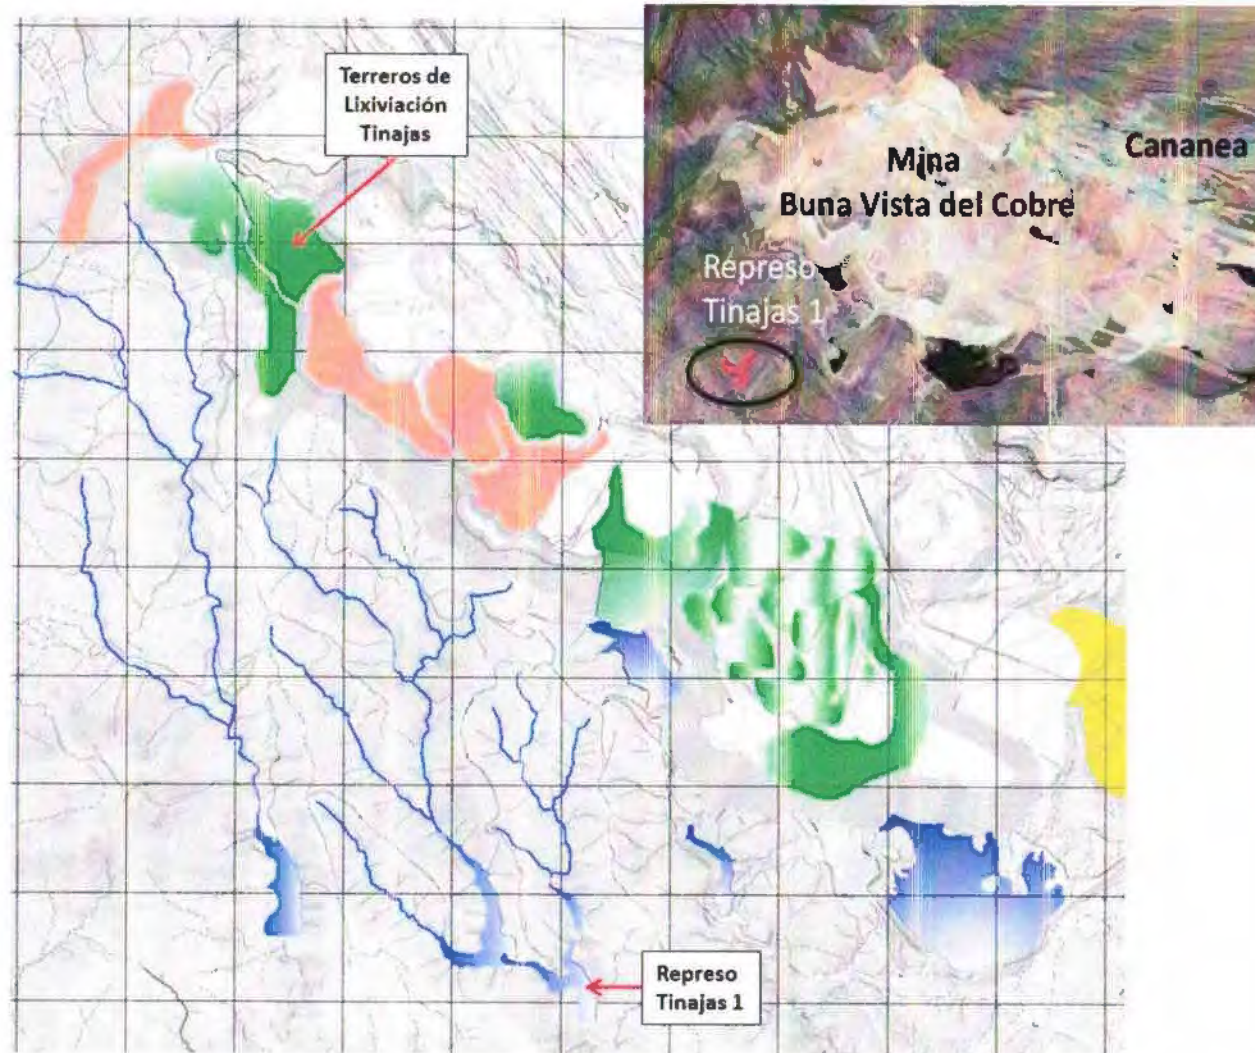 Terreros de
Lixiviación
Tinajas
Mina
Buna Vista del Cobre
Cananea
Represo
Tinajas 1
Represo
Tinajas 1